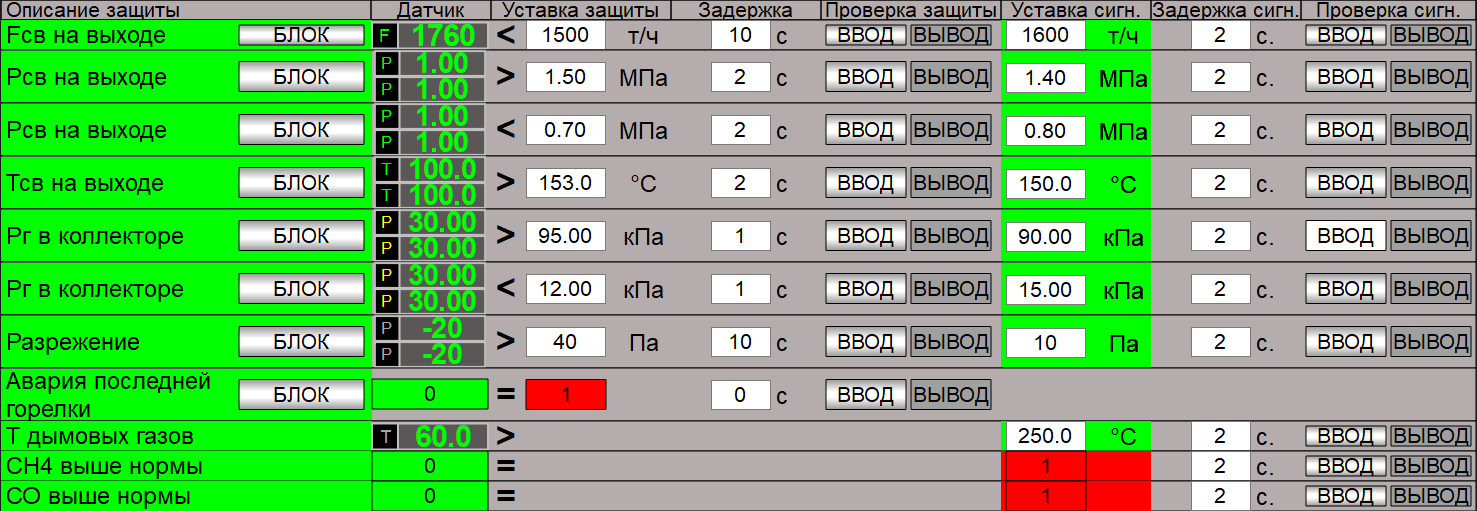 Описание защиты Датчик Уставка защиты Задержка Проверка защиты Уставка сигн. Задержка сигн. Проверка сигн.
Fсв на выходе БЛОК F 1760 < 1500 т/ч 10 с ВВОД ВЫВОД 1600 т/ч 2 с. ВВОД ВЫВОД
Рсв на выходе БЛОК P 1.00 P 1.00 > 1.50 МПа 2 с ВВОД ВЫВОД 1.40 МПа 2 с. ВВОД ВЫВОД
Рсв на выходе БЛОК P 1.00 P 1.00 < 0.70 МПа 2 с ВВОД ВЫВОД 0.80 МПа 2 с. ВВОД ВЫВОД
Тсв на выходе БЛОК T 100.0 T 100.0 > 153.0 °C 2 с ВВОД ВЫВОД 150.0 °C 2 с. ВВОД ВЫВОД
Рг в коллекторе БЛОК P 30.00 P 30.00 > 95.00 кПа 1 с ВВОД ВЫВОД 90.00 кПа 2 с. ВВОД ВЫВОД
Рг в коллекторе БЛОК P 30.00 P 30.00 < 12.00 кПа 1 с ВВОД ВЫВОД 15.00 кПа 2 с. ВВОД ВЫВОД
Разрежение БЛОК P -20 P -20 > 40 Па 10 с ВВОД ВЫВОД 10 Па 2 с. ВВОД ВЫВОД
Авария последней
горелки БЛОК 0 = 1 0 с ВВОД ВЫВОД
Т дымовых газов T 60.0 > 250.0 °C 2 с. ВВОД ВЫВОД
СН4 выше нормы 0 = 1 2 с. ВВОД ВЫВОД
СО выше нормы 0 = 1 2 с. ВВОД ВЫВОД